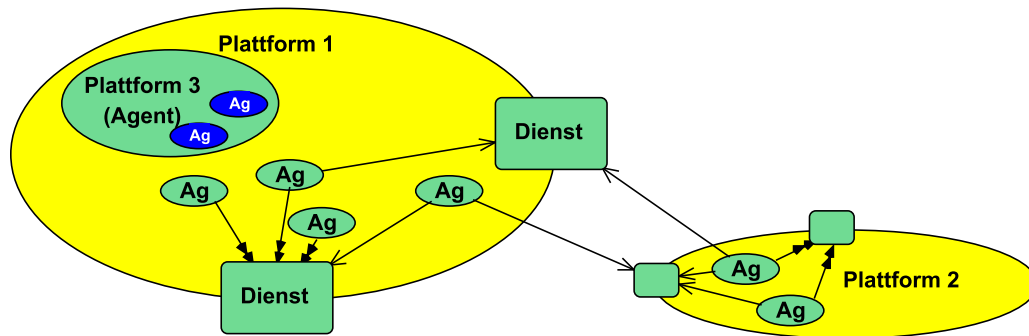 Plattform 1
Plattform 3
(Agent)
Ag
Ag
Dienst
Ag
Ag
Ag
Ag
Dienst
Ag
Plattform 2
Ag